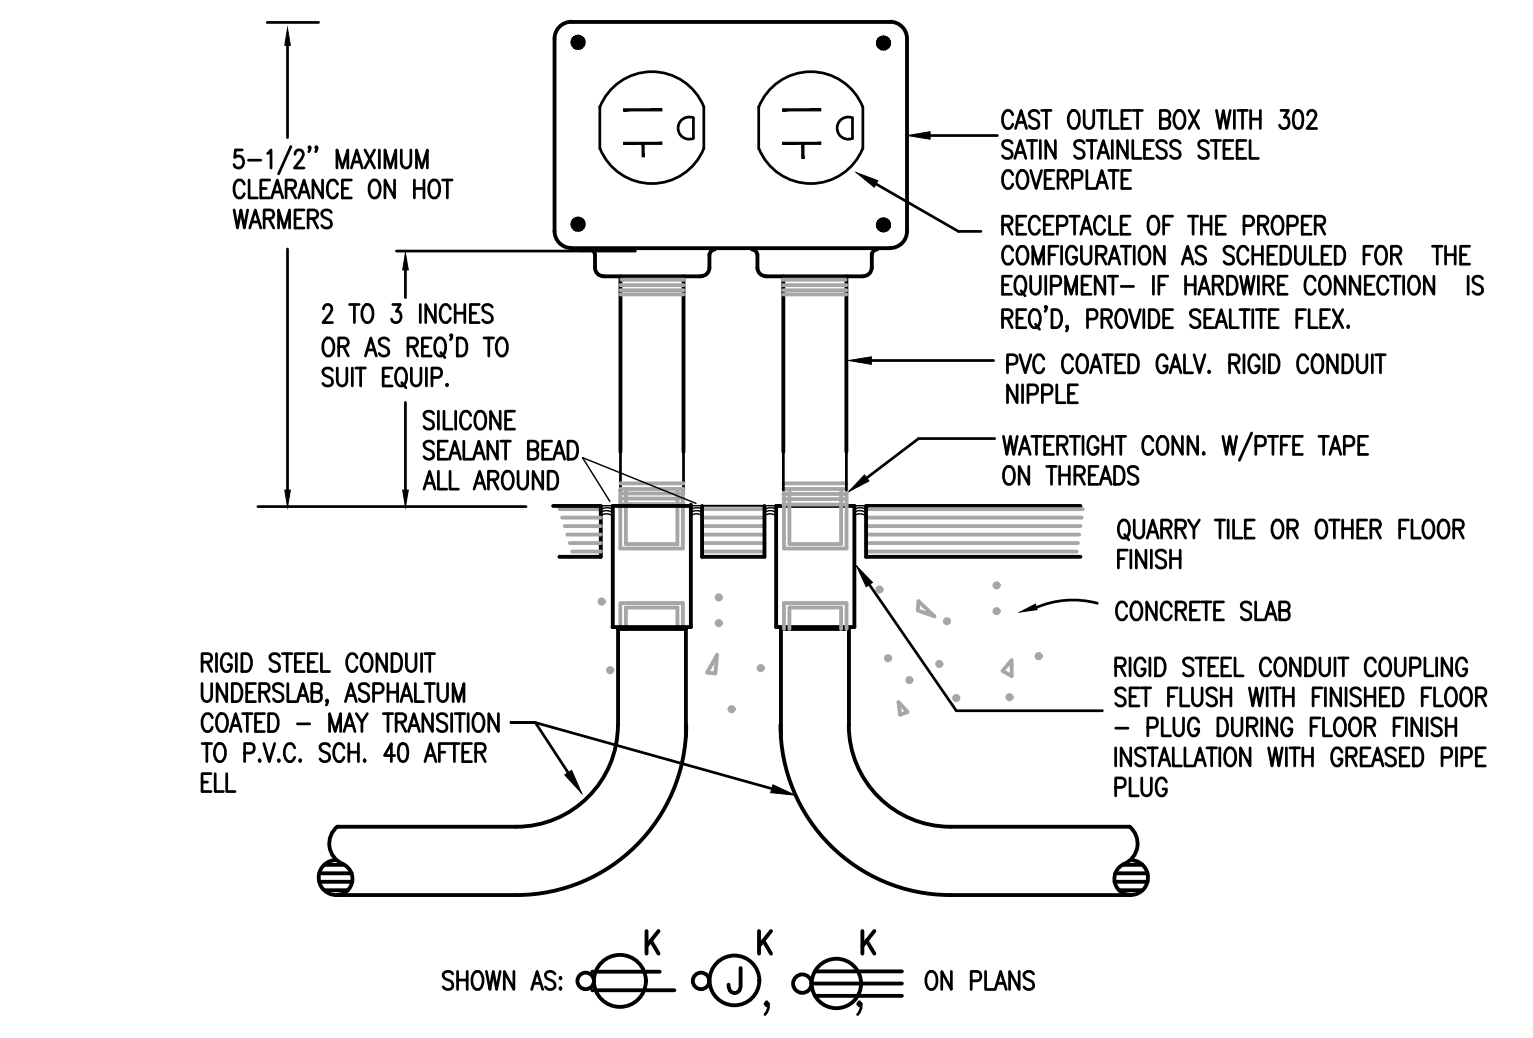 5-1/2" MAXIMUM
CLEARANCE ON HOT
WARMERS
2 TO 3 INCHES
OR AS REQ'D TO
SUIT EQUIP.
SILICONE
SEALANT BEAD
ALL AROUND
CAST OUTLET BOX WITH 302
SATIN STAINLESS STEEL
COVERPLATE
RECEPTACLE OF THE PROPER
COMFIGURATION AS SCHEDULED FOR THE
EQUIPMENT- IF HARDWIRE CONNECTION IS
REQ'D, PROVIDE SEALTITE FLEX.
PVC COATED GALV. RIGID CONDUIT
NIPPLE
WATERTIGHT CONN. W/PTFE TAPE
ON THREADS
QUARRY TILE OR OTHER FLOOR
FINISH
CONCRETE SLAB
RIGID STEEL CONDUIT COUPLING
SET FLUSH WITH FINISHED FLOOR
- PLUG DURING FLOOR FINISH
INSTALLATION WITH GREASED PIPE
PLUG
RIGID STEEL CONDUIT
UNDERSLAB, ASPHALTUM
COATED - MAY TRANSITION
TO P.V.C. SCH. 40 AFTER
ELL
K K K
SHOWN AS: J , , ON PLANS